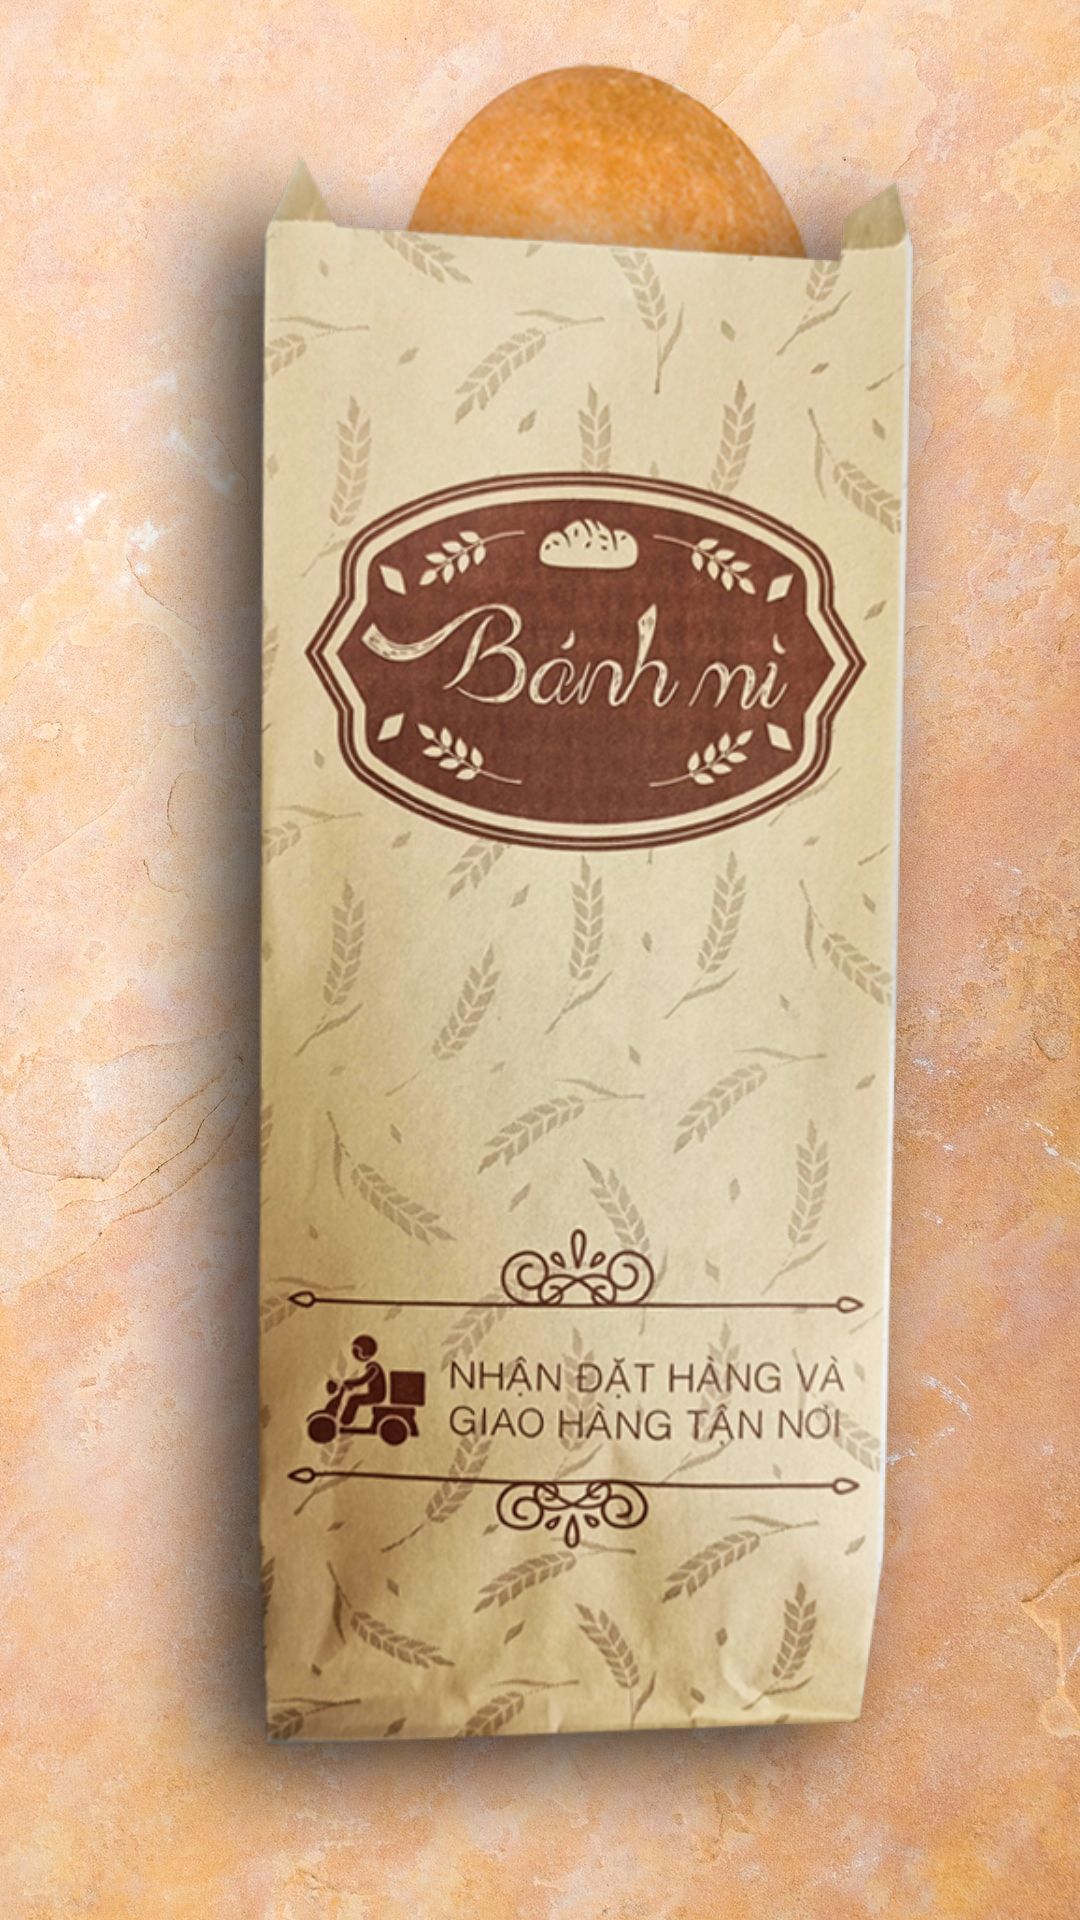 Bánh mì
NHẬN ĐẶT HÀNG VÀ
GIAO HÀNG TẬN NƠI